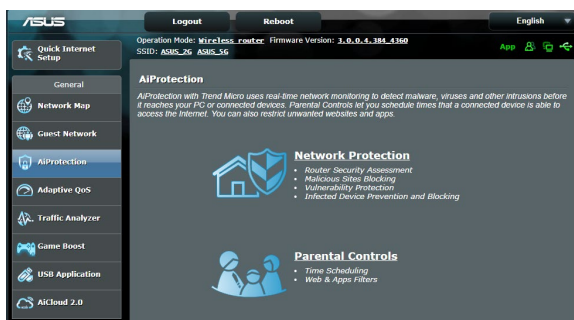 ASUS
Logout
Reboot
English
Quick Internet
Setup
Operation Mode: Wireless router Firmware Version: 3.0.0.4.384_4360
SSID: ASUS_2G ASUS_5G
App
General
Network Map
Guest Network
AiProtection
Adaptive QoS
Traffic Analyzer
Game Boost
USB Application
AiCloud 2.0
AiProtection
AiProtection with Trend Micro uses real-time network monitoring to detect malware, viruses and other intrusions before
it reaches your PC or connected devices. Parental Controls let you schedule times that a connected device is able to
access the Internet. You can also restrict unwanted websites and apps.
Network Protection
• Router Security Assessment
• Malicious Sites Blocking
• Vulnerability Protection
• Infected Device Prevention and Blocking
Parental Controls
• Time Scheduling
• Web & Apps Filters